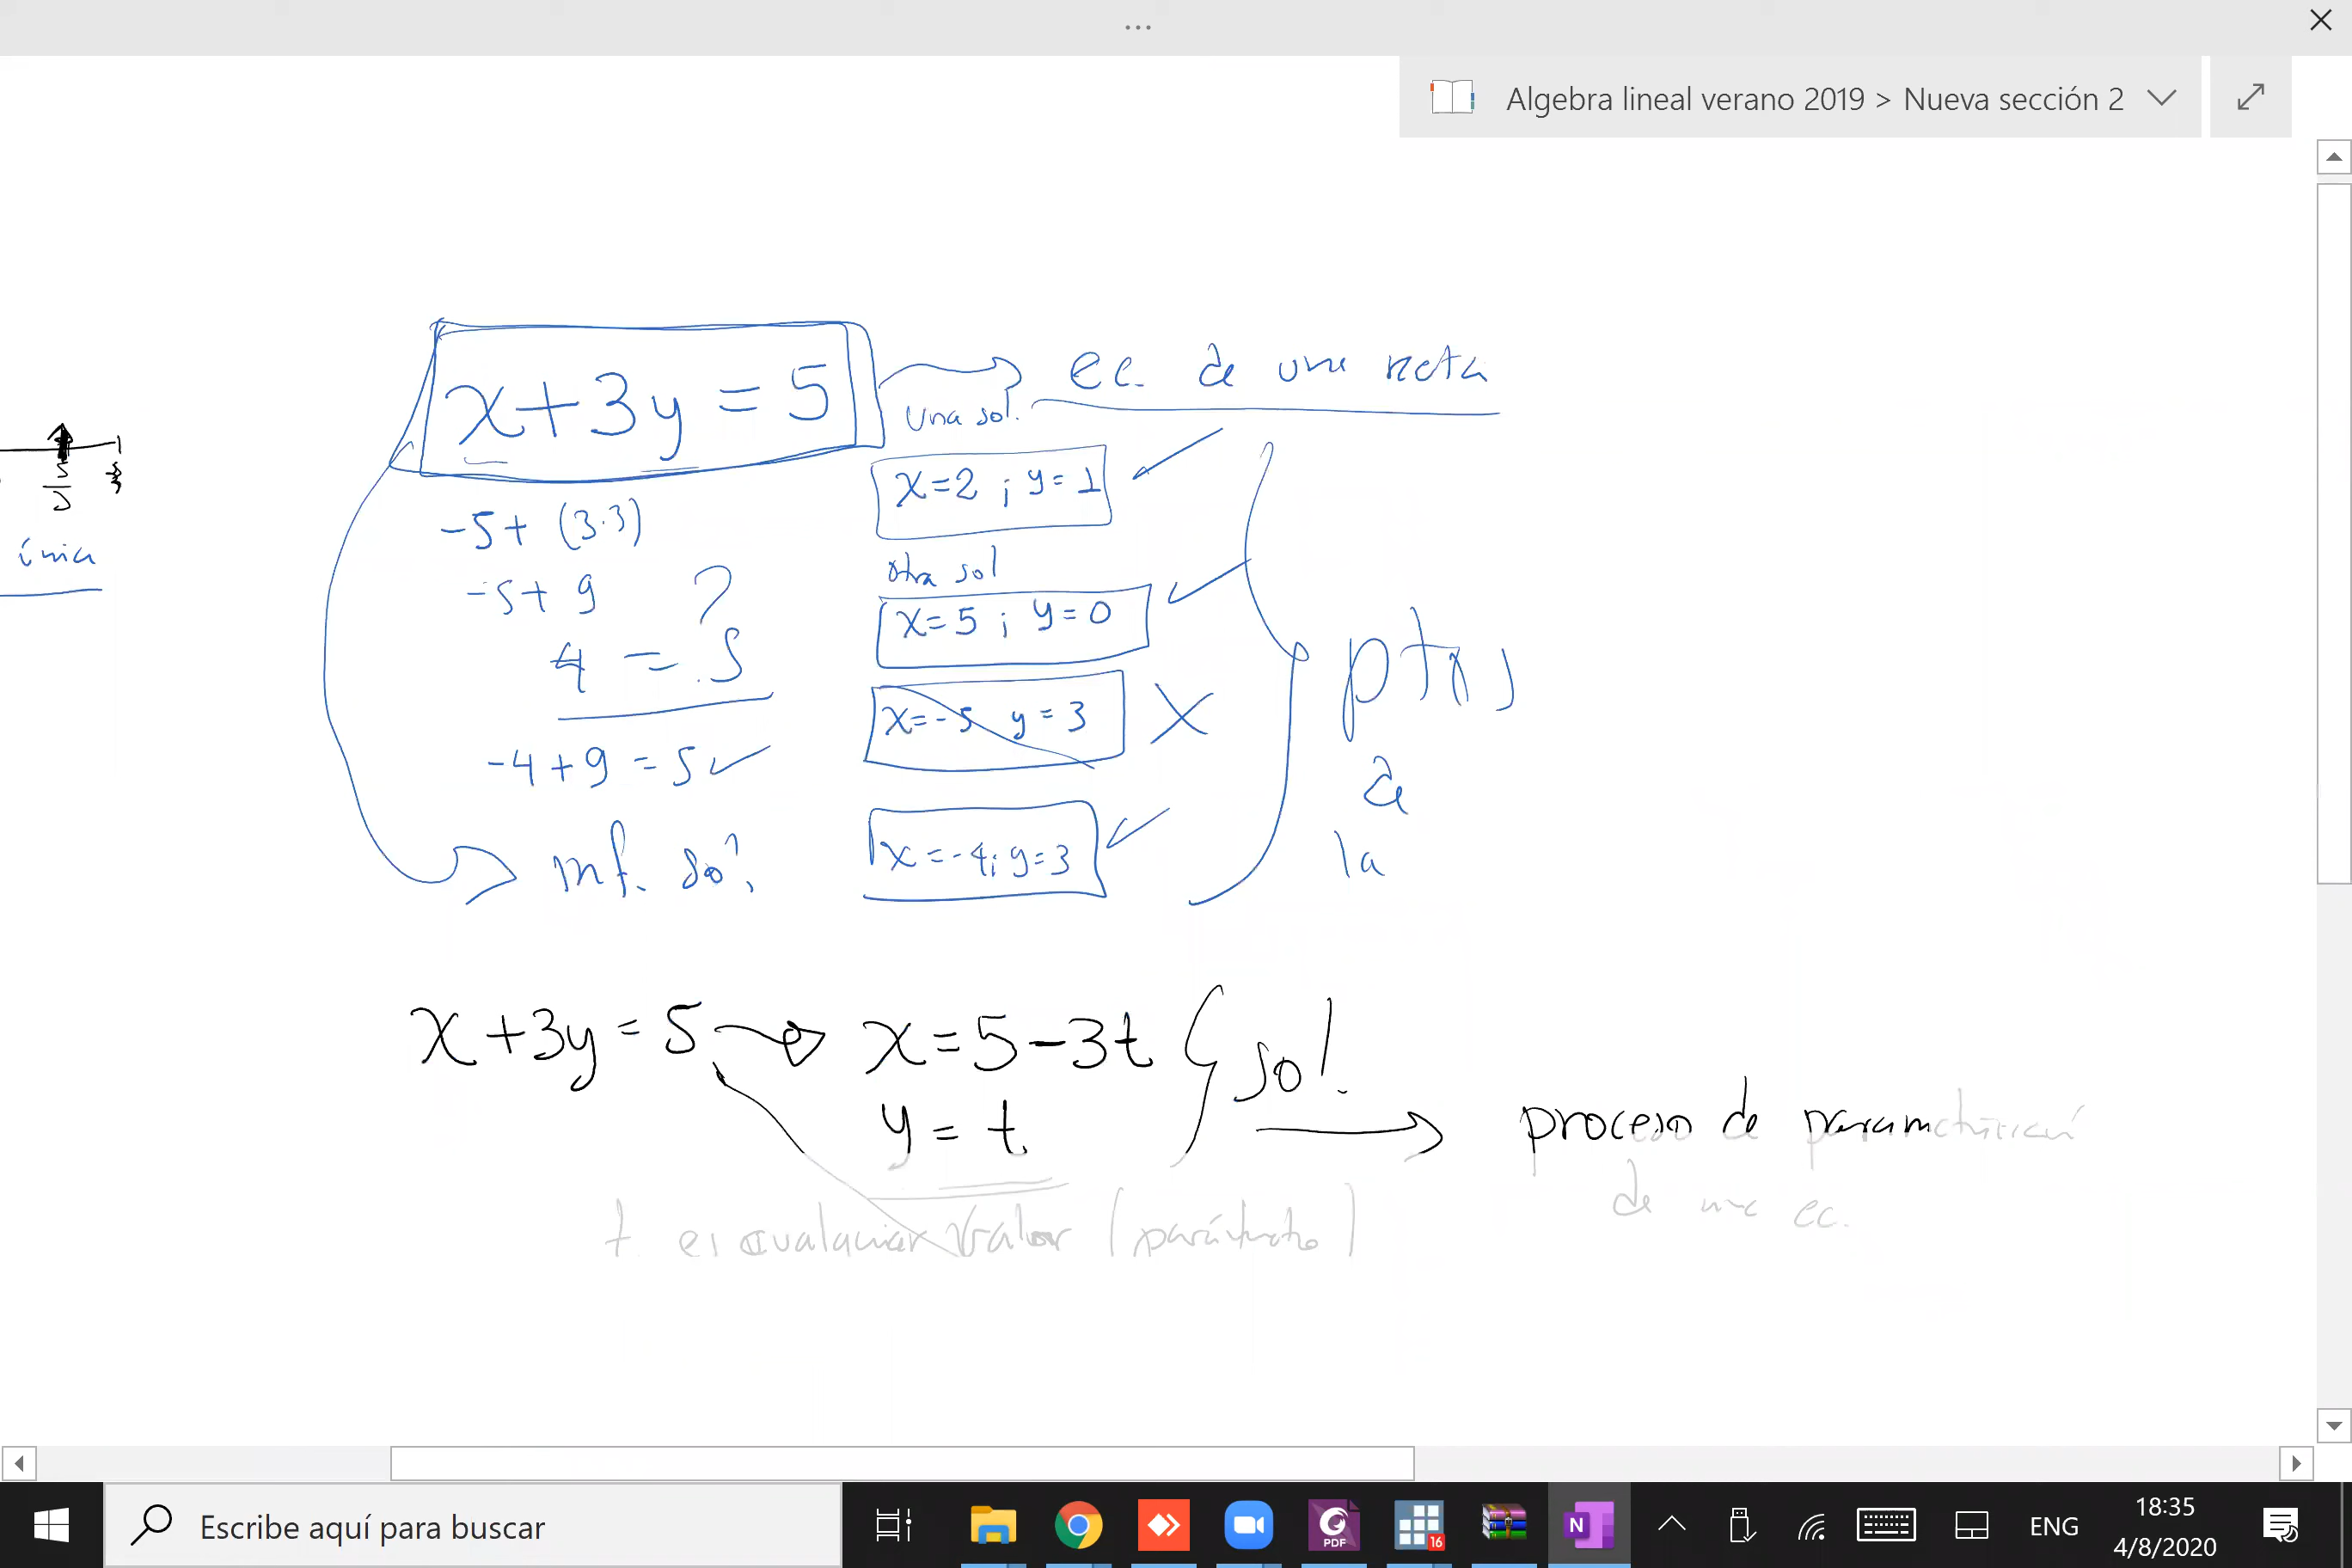 Algebra lineal verano 2019 > Nueva sección 2
x+3y = 5
ec. de una recta
Una sol.
x=2 ; y=1
-5+ (3·3)
-5+ 9 ?
4 = 5
-4+9 = 5 ✓
inf. sol.
otra sol
x=5 ; y=0
x=-5 y=3
x=-4; y=3
ptos
de
la
x+3y=5
x=5-3t
y=t
sol.
proceso de
de una ec.
t es cualquier valor (parámetro)
Escribe aquí para buscar
PDF
16
N
ENG
18:35
4/8/2020